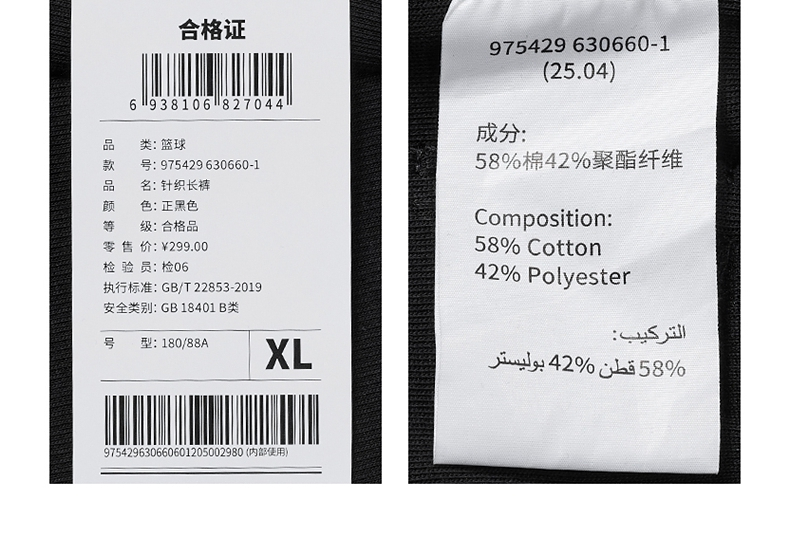 合格证
6 938106 827044
品 类: 篮球
款 号: 975429 630660-1
品 名: 针织长裤
颜 色: 正黑色
等 级: 合格品
零 售 价: ¥299.00
检 验 员: 检06
执行标准: GB/T 22853-2019
安全类别: GB 18401 B类
号 型: 180/88A
XL
975429630660601205002980 (内部使用)
975429 630660-1
(25.04)
成分:
58%棉42%聚酯纤维
Composition:
58% Cotton
42% Polyester
التركيب:
58% قطن 42% بوليستر